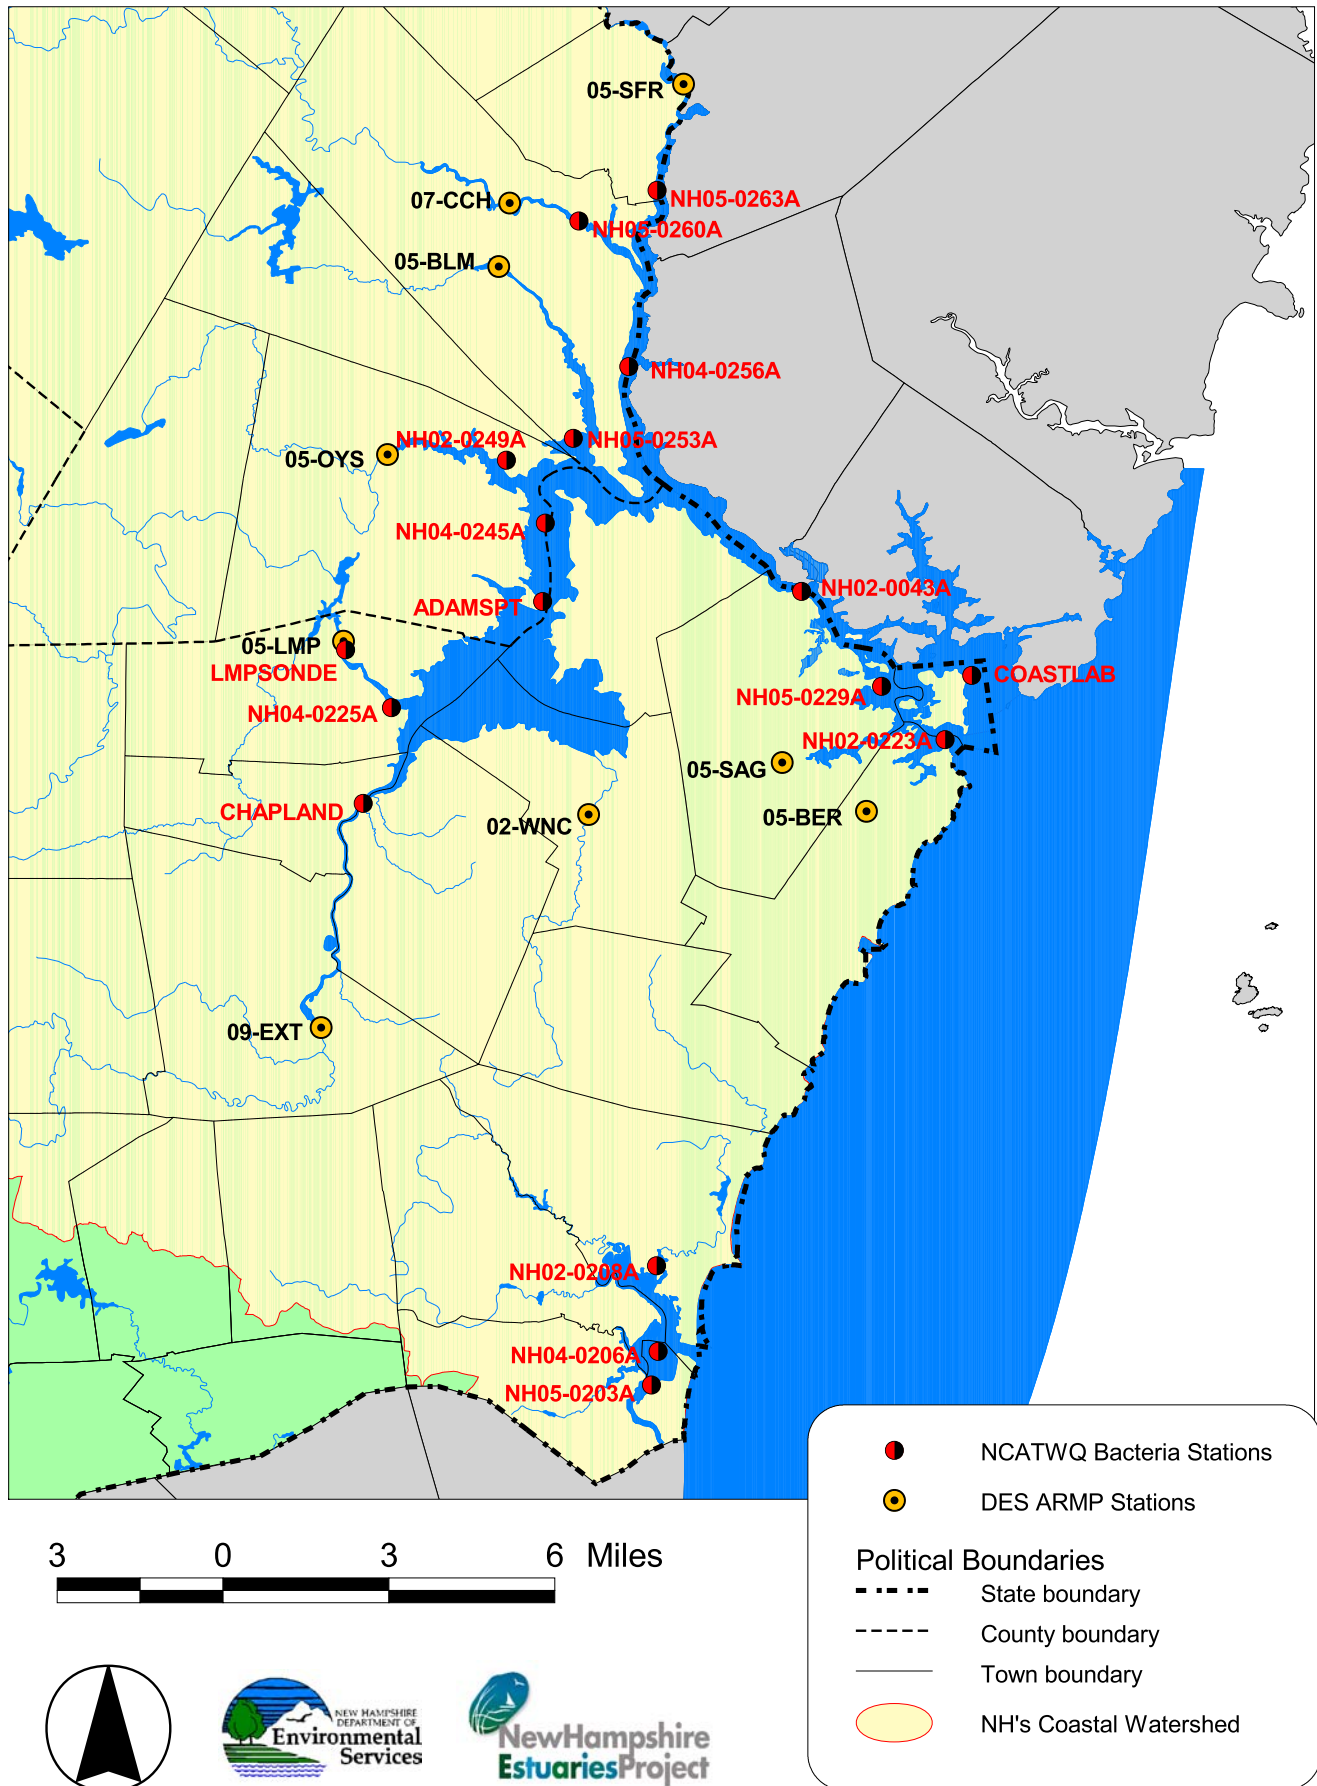 05-SFR
NH05-0263A
07-CCH
NH05-0260A
05-BLM
NH04-0256A
NH02-0249A
NH05-0253A
05-OYS
NH04-0245A
NH02-0043A
ADAMSPT
05-LMP
LMPSONDE
COASTLAB
NH05-0229A
NH04-0225A
NH02-0223A
05-SAG
CHAPLAND
05-BER
02-WNC
09-EXT
NH02-0208A
NH04-0206A
NH05-0203A
NCATWQ Bacteria Stations
DES ARMP Stations
Political Boundaries
State boundary
County boundary
Town boundary
NH's Coastal Watershed
3 0 3 6 Miles
NEW HAMPSHIRE
DEPARTMENT OF
Environmental
Services
NewHampshire
EstuariesProject